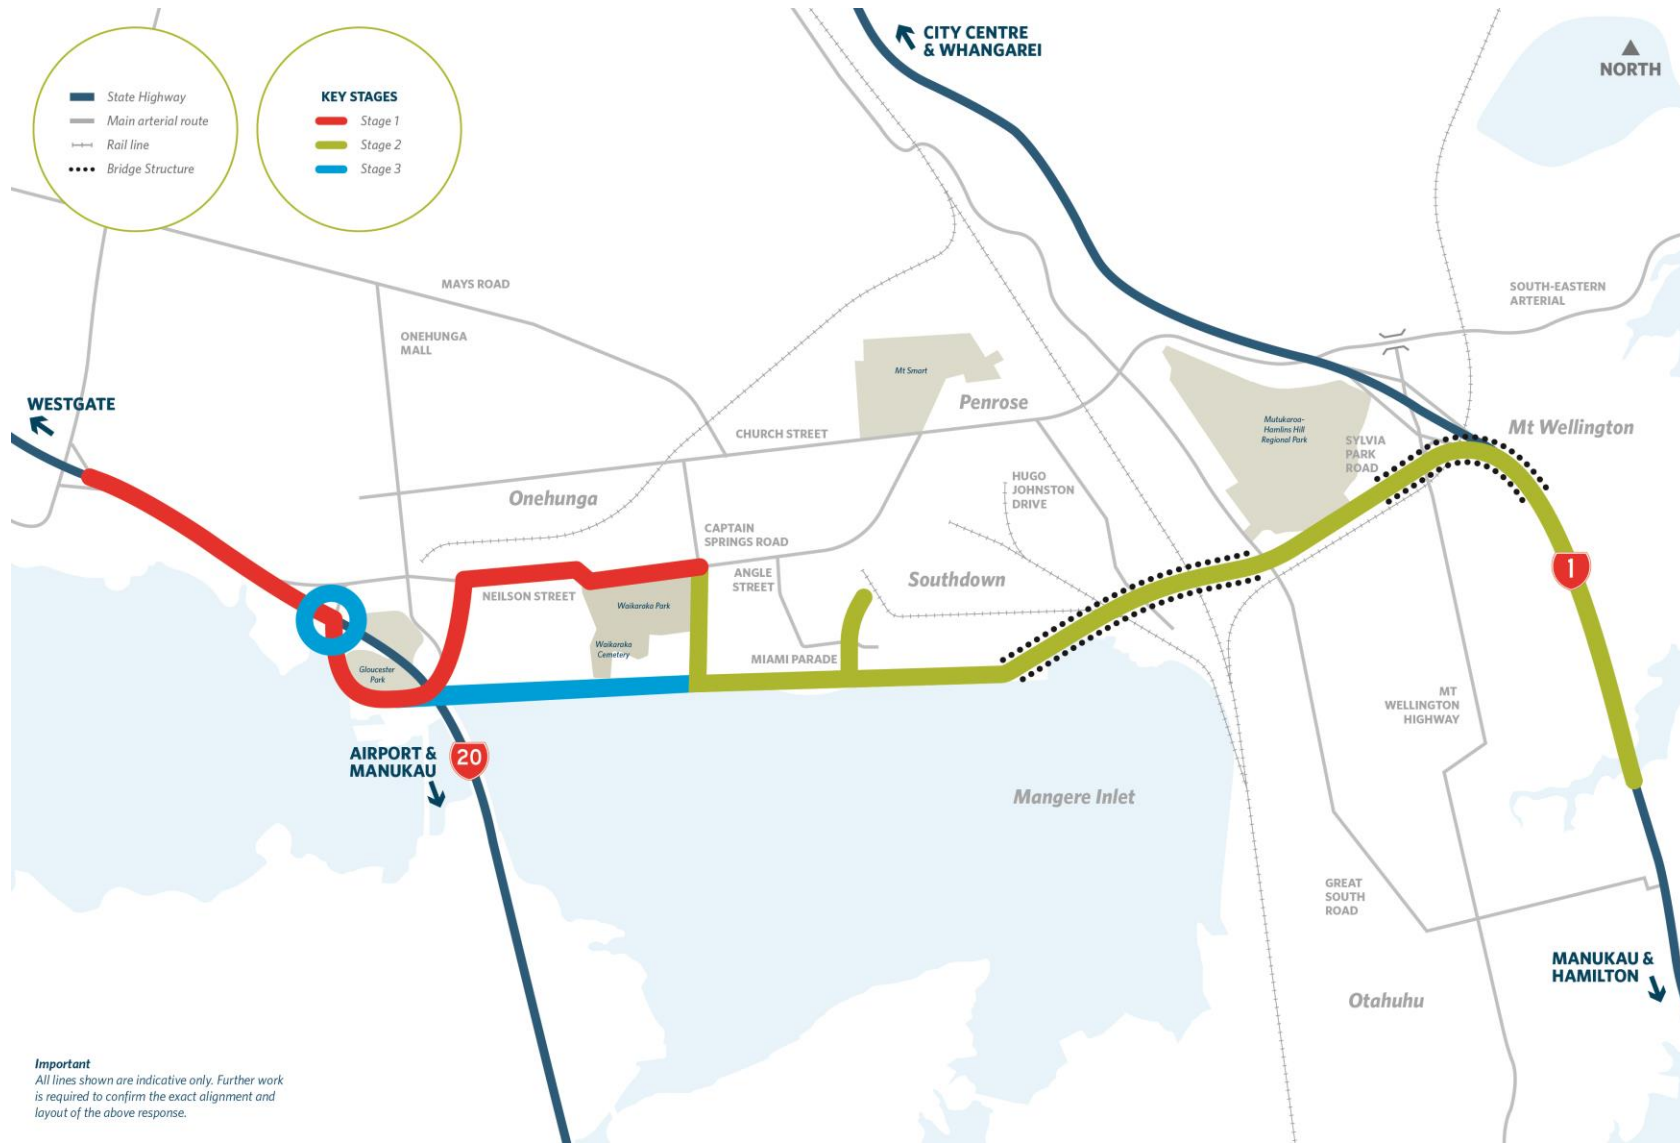 CITY CENTRE
& WHANGAREI
NORTH
State Highway
Main arterial route
Rail line
Bridge Structure
KEY STAGES
Stage 1
Stage 2
Stage 3
MAYS ROAD
SOUTH-EASTERN
ARTERIAL
ONEHUNGA
MALL
Mt Smart
WESTGATE
Penrose
CHURCH STREET
Mutukaroa-
Hamlins Hill
Regional Park
SYLVIA
PARK
ROAD
Mt Wellington
Onehunga
HUGO
JOHNSTON
DRIVE
CAPTAIN
SPRINGS ROAD
ANGLE
STREET
Southdown
1
NEILSON STREET
Waikaraka Park
Waikaraka
Cemetery
MIAMI PARADE
Gloucester
Park
MT
WELLINGTON
HIGHWAY
AIRPORT &
MANUKAU
20
Mangere Inlet
GREAT
SOUTH
ROAD
MANUKAU &
HAMILTON
Otahuhu
Important
All lines shown are indicative only. Further work
is required to confirm the exact alignment and
layout of the above response.